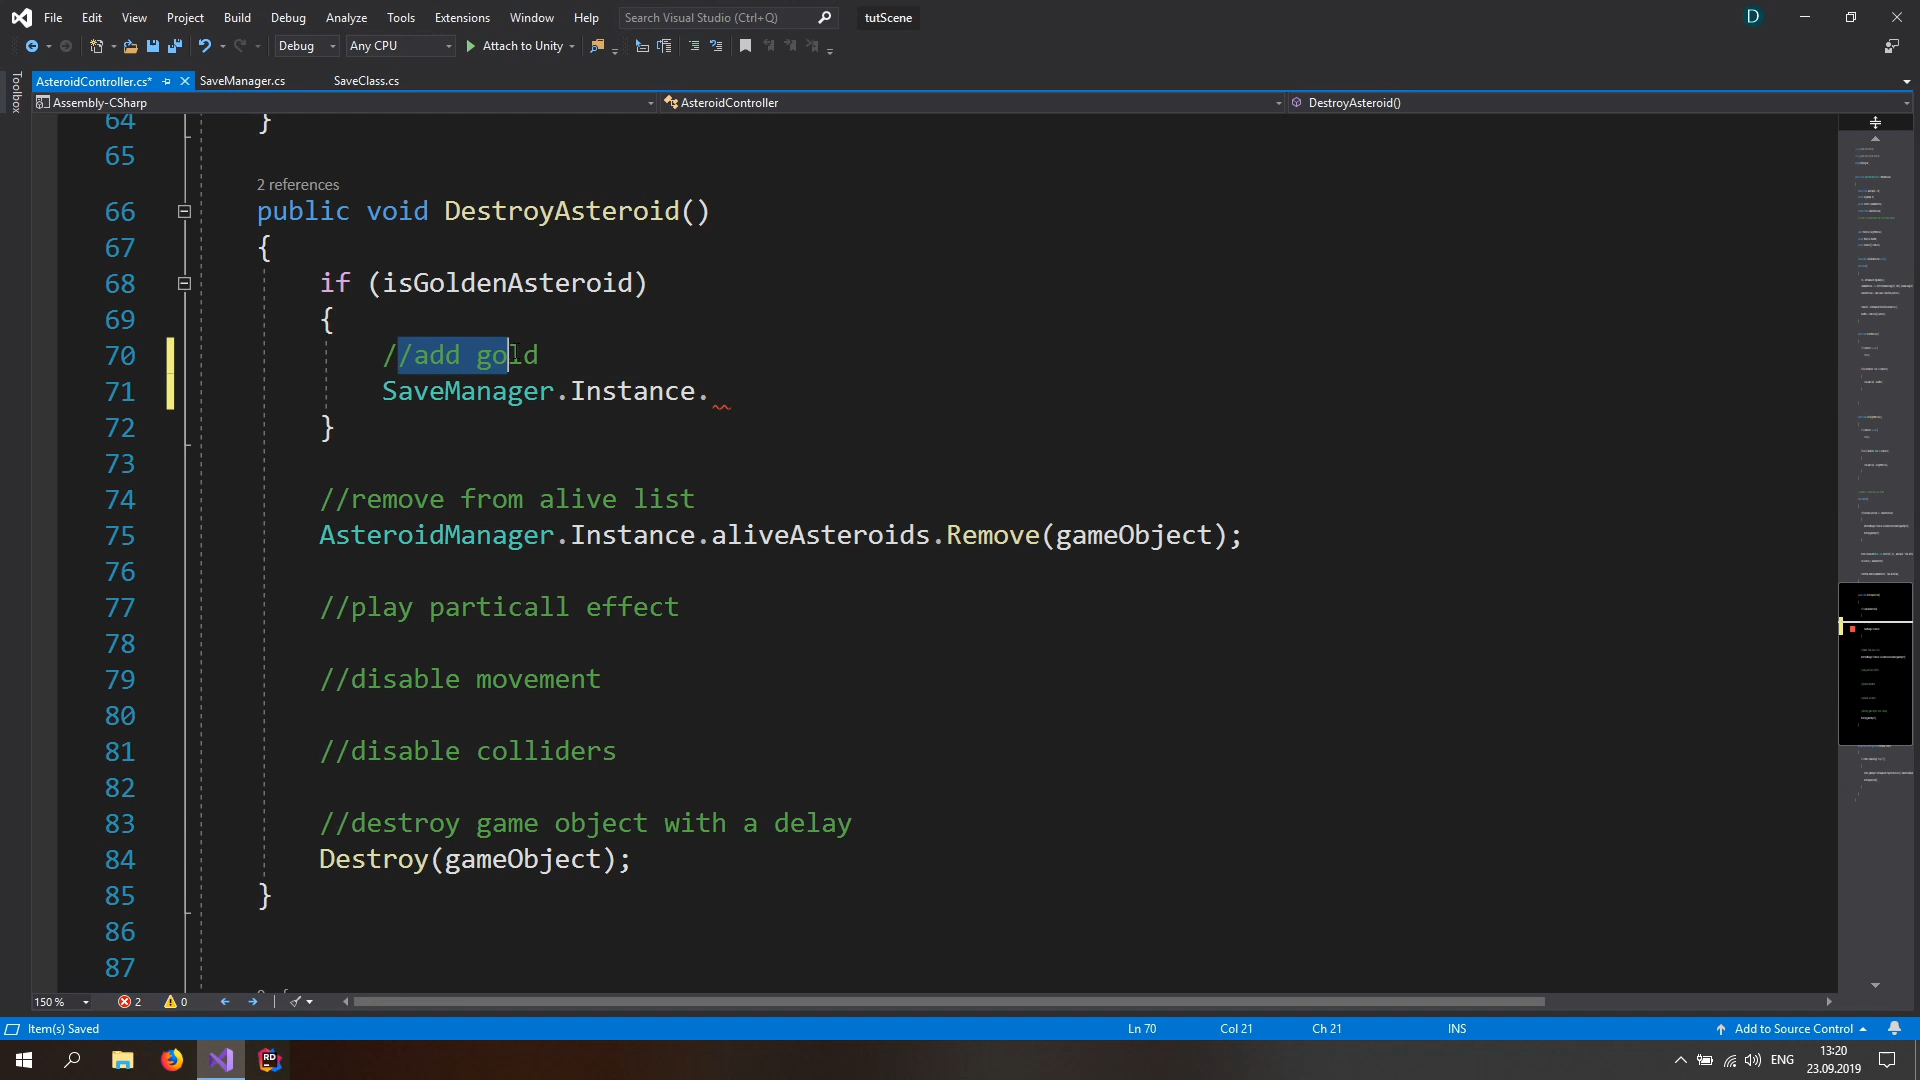 File Edit View Project Build Debug Analyze Tools Extensions Window Help Search Visual Studio (Ctrl+Q) tutScene D
Debug Any CPU Attach to Unity
Toolbox
AsteroidController.cs* SaveManager.cs SaveClass.cs
Assembly-CSharp AsteroidController DestroyAsteroid()
64 }
65
2 references
66 public void DestroyAsteroid()
67 {
68 if (isGoldenAsteroid)
69 {
70 //add gold
71 SaveManager.Instance.
72 }
73
74 //remove from alive list
75 AsteroidManager.Instance.aliveAsteroids.Remove(gameObject);
76
77 //play particall effect
78
79 //disable movement
80
81 //disable colliders
82
83 //destroy game object with a delay
84 Destroy(gameObject);
85 }
86
87
150 % 2 0
Item(s) Saved Ln 70 Col 21 Ch 21 INS Add to Source Control
RD ENG 13:20
23.09.2019